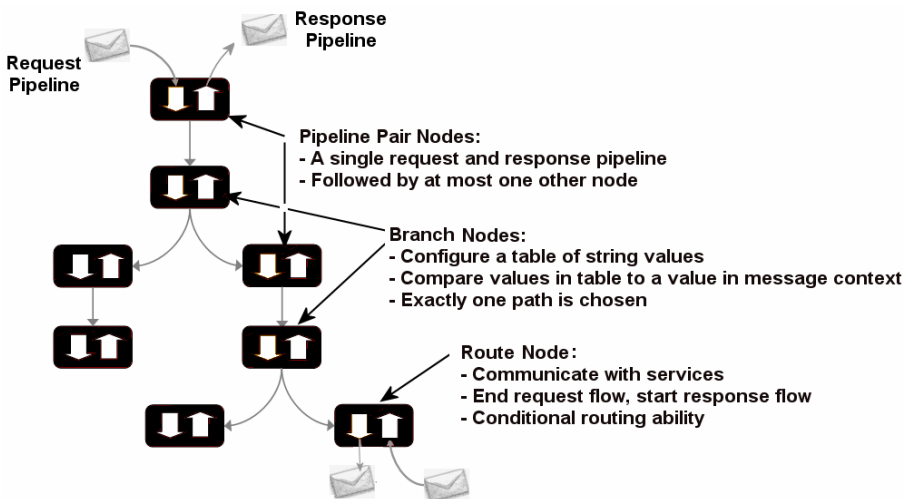 Response
Pipeline
Request
Pipeline
Pipeline Pair Nodes:
- A single request and response pipeline
- Followed by at most one other node
Branch Nodes:
- Configure a table of string values
- Compare values in table to a value in message context
- Exactly one path is chosen
Route Node:
- Communicate with services
- End request flow, start response flow
- Conditional routing ability